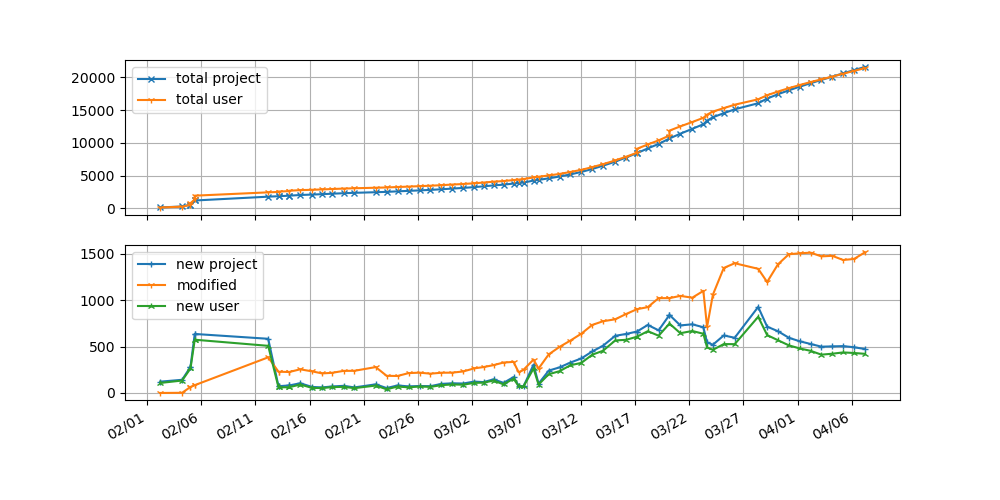 20000
15000
10000
5000
0
total project
total user
1500
1000
500
0
new project
modified
new user
02/01 02/06 02/11 02/16 02/21 02/26 03/02 03/07 03/12 03/17 03/22 03/27 04/01 04/06